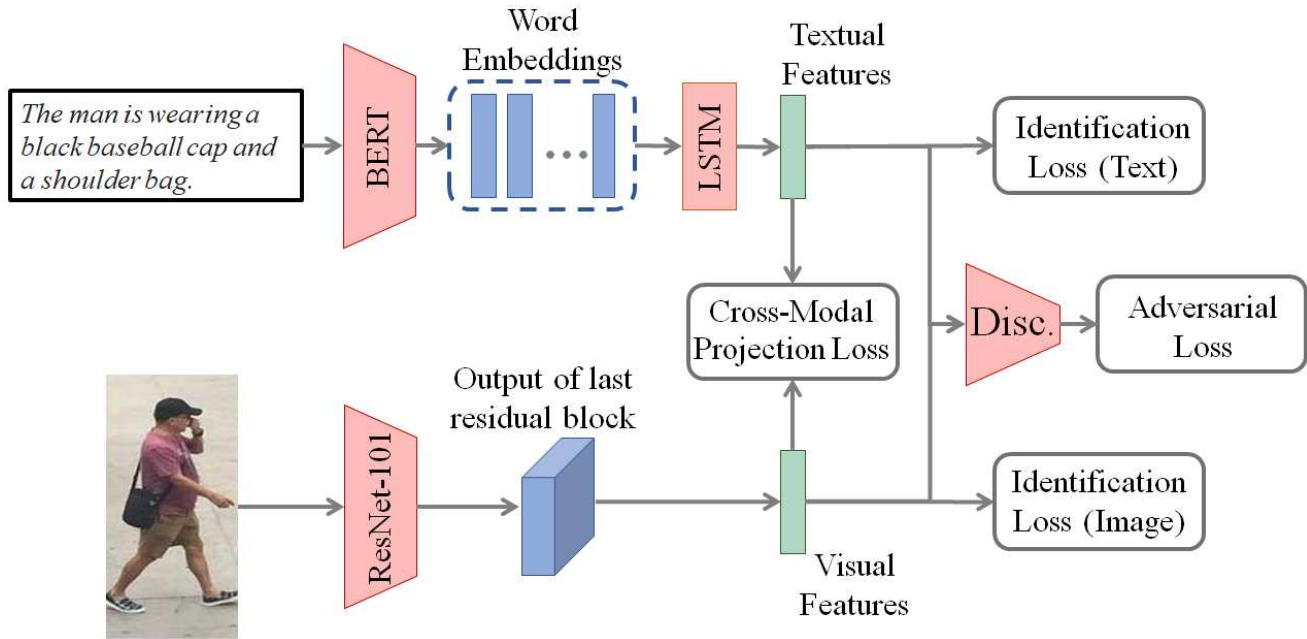 Word
Embeddings
Textual
Features
The man is wearing a
black baseball cap and
a shoulder bag.
BERT
LSTM
Identification
Loss (Text)
Cross-Modal
Projection Loss
Disc.
Adversarial
Loss
Output of last
residual block
ResNet-101
Identification
Loss (Image)
Visual
Features